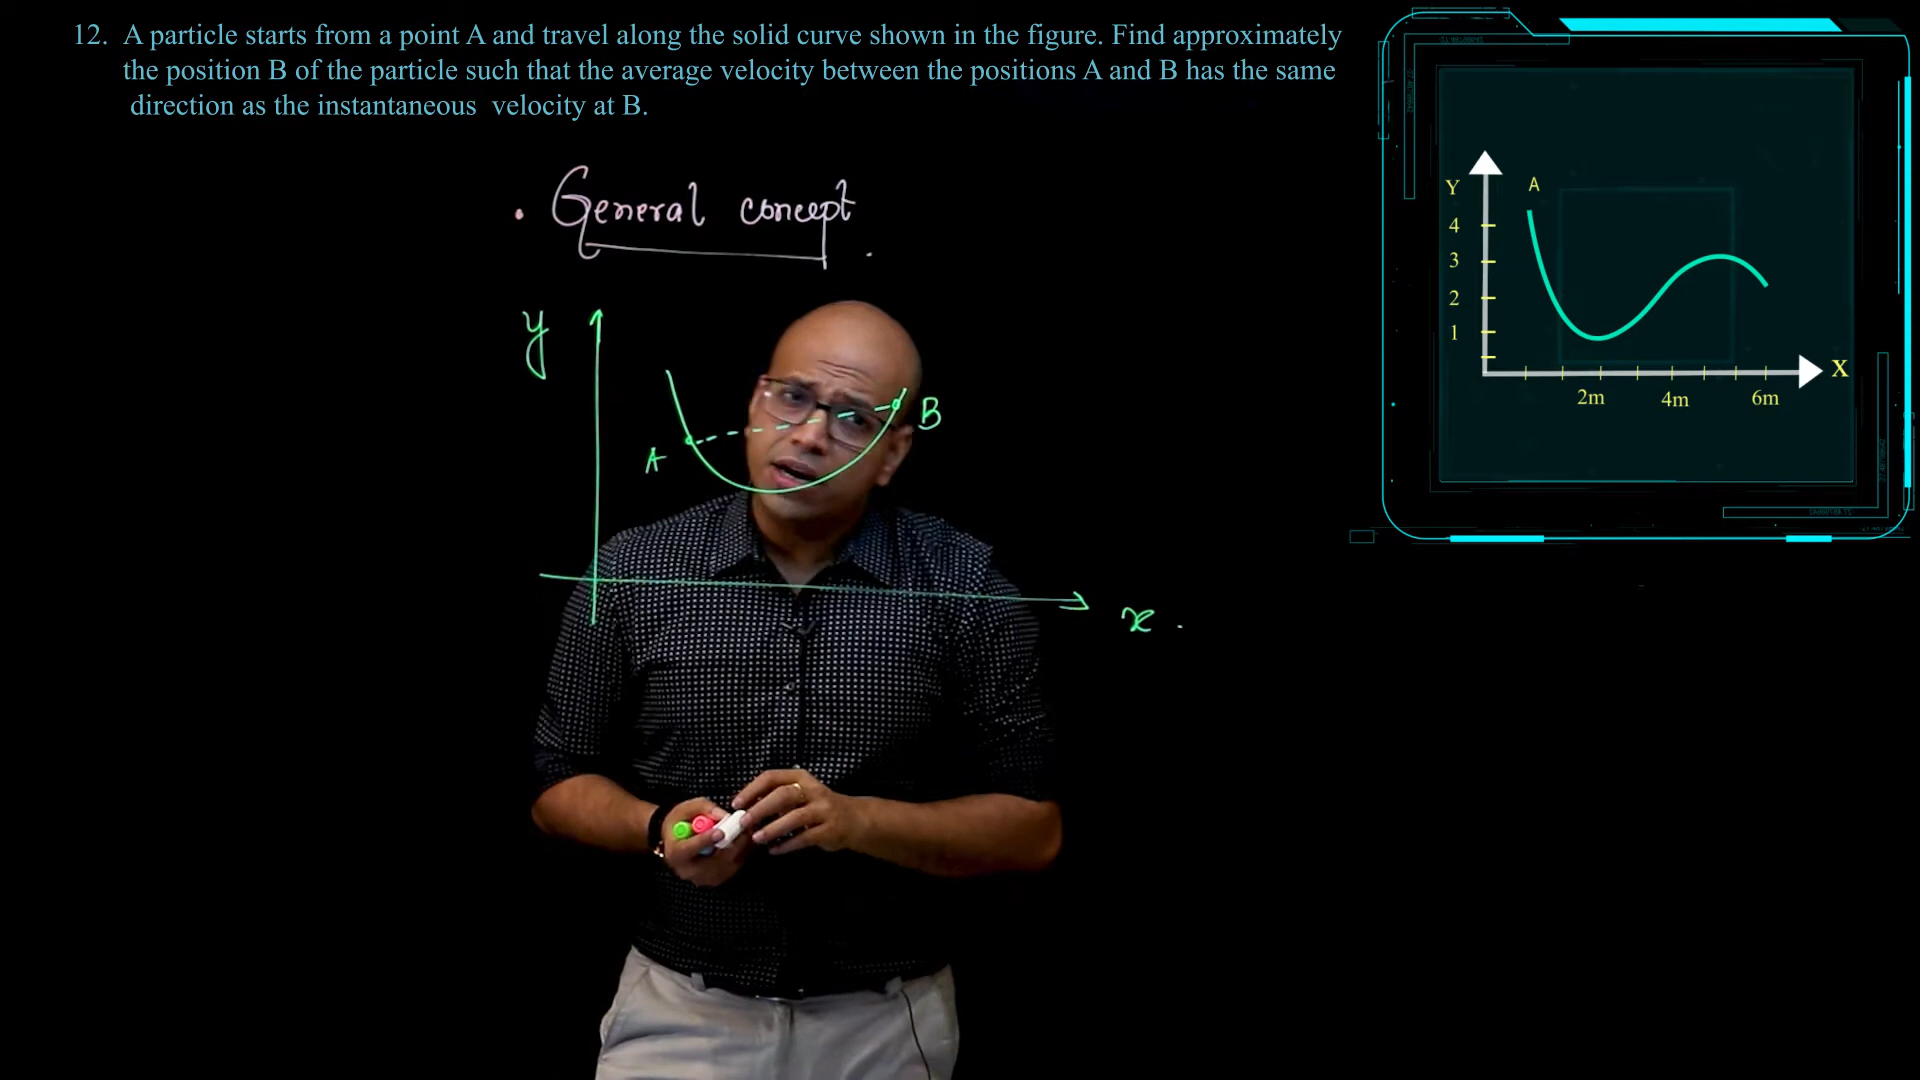 12. A particle starts from a point A and travel along the solid curve shown in the figure. Find approximately
the position B of the particle such that the average velocity between the positions A and B has the same
direction as the instantaneous velocity at B.
. General concept .
y
A
B
x .
Y
A
4
3
2
1
X
2m 4m 6m